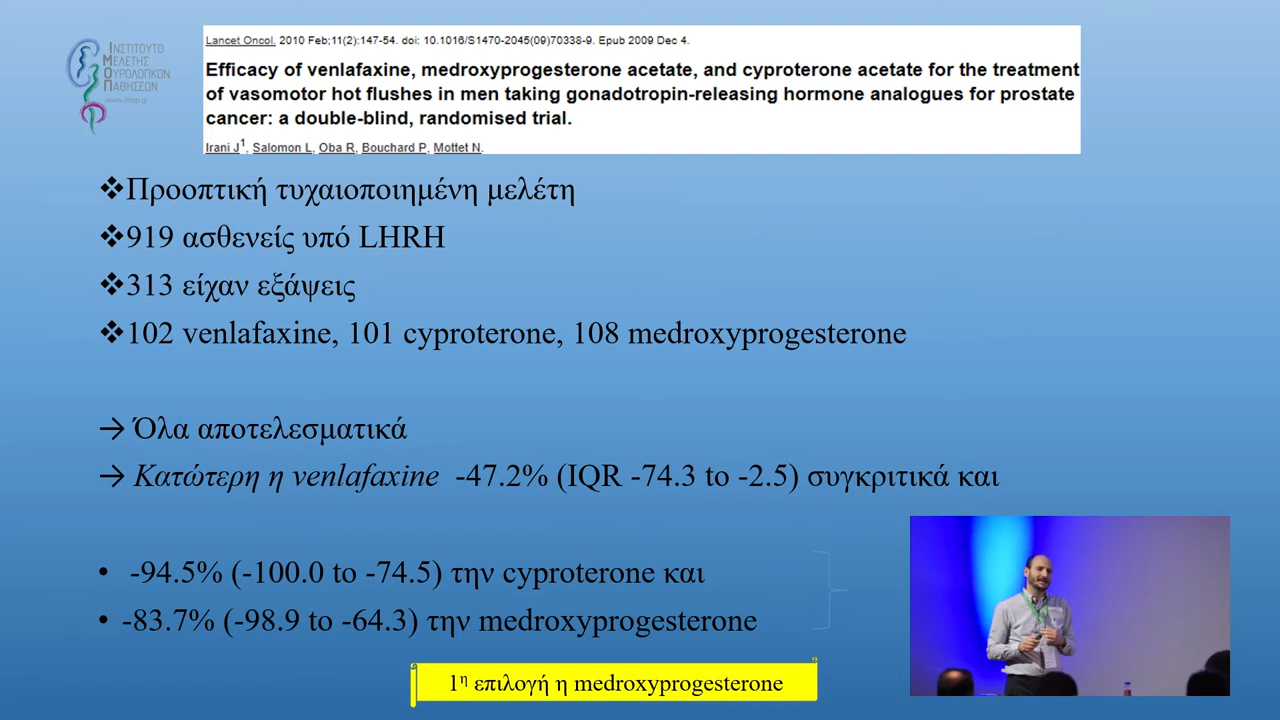 ΙΝΣΤΙΤΟΥΤΟ
ΜΕΛΕΤΗΣ
ΟΥΡΟΛΟΓΙΚΩΝ
ΠΑΘΗΣΕΩΝ
www.imop.gr
Lancet Oncol. 2010 Feb;11(2):147-54. doi: 10.1016/S1470-2045(09)70338-9. Epub 2009 Dec 4.
Efficacy of venlafaxine, medroxyprogesterone acetate, and cyproterone acetate for the treatment
of vasomotor hot flushes in men taking gonadotropin-releasing hormone analogues for prostate
cancer: a double-blind, randomised trial.
Irani J1, Salomon L, Oba R, Bouchard P, Mottet N.
❖Προοπτική τυχαιοποιημένη μελέτη
❖919 ασθενείς υπό LHRH
❖313 είχαν εξάψεις
❖102 venlafaxine, 101 cyproterone, 108 medroxyprogesterone
→ Όλα αποτελεσματικά
→ Κατώτερη η venlafaxine -47.2% (IQR -74.3 to -2.5) συγκριτικά και
• -94.5% (-100.0 to -74.5) την cyproterone και
• -83.7% (-98.9 to -64.3) την medroxyprogesterone
1η επιλογή η medroxyprogesterone